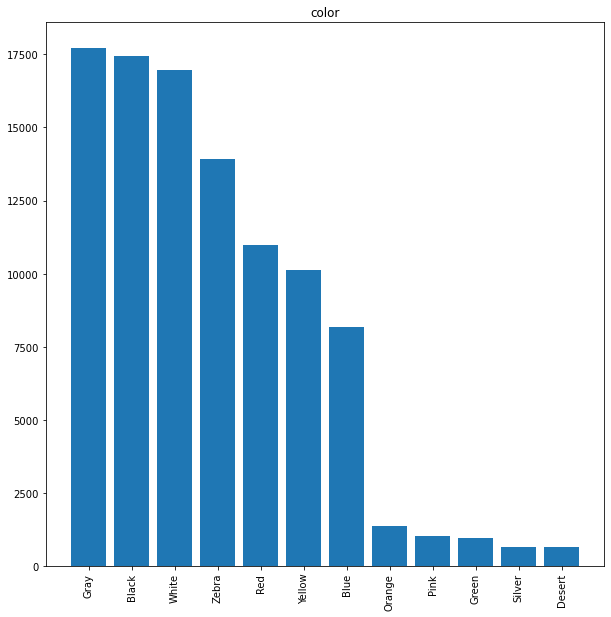 color
17500
15000
12500
10000
7500
5000
2500
0
Gray
Black
White
Zebra
Red
Yellow
Blue
Orange
Pink
Green
Silver
Desert